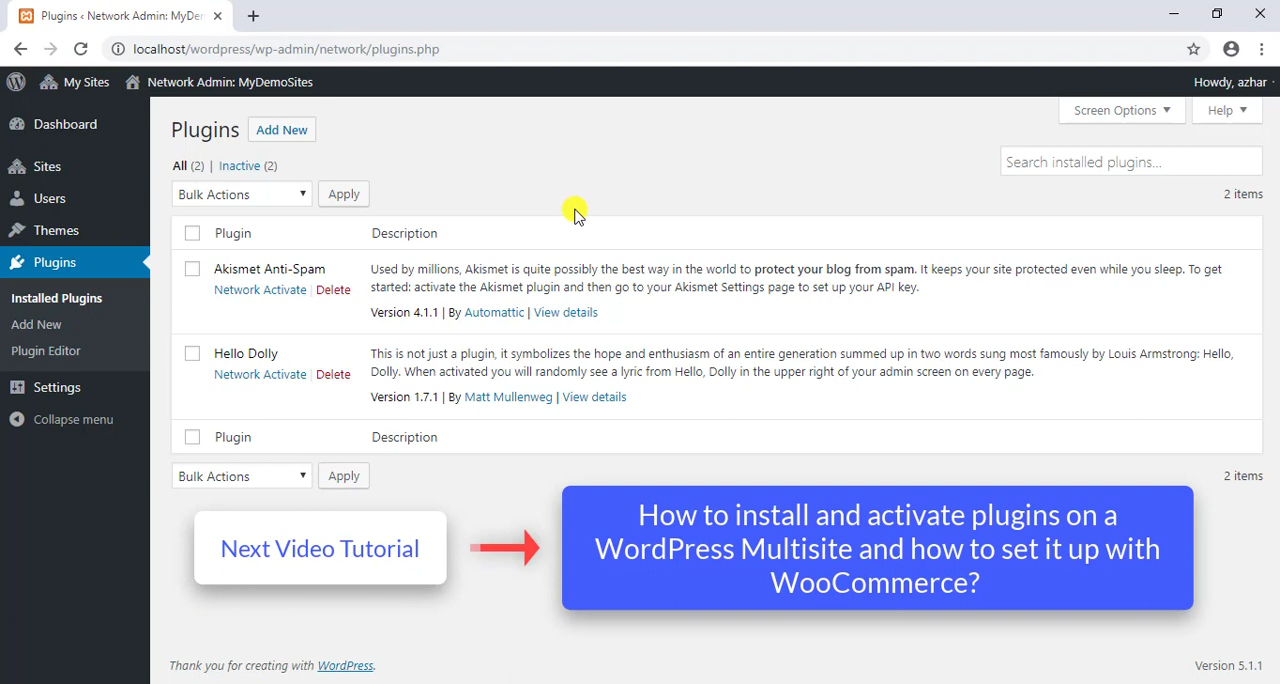 Plugins ‹ Network Admin: MyDem
localhost/wordpress/wp-admin/network/plugins.php
My Sites Network Admin: MyDemoSites Howdy, azhar
Dashboard
Sites
Users
Themes
Plugins
Installed Plugins
Add New
Plugin Editor
Settings
Collapse menu
Screen Options Help
Plugins Add New
All (2) | Inactive (2)
Search installed plugins...
Bulk Actions Apply 2 items
Plugin Description
Akismet Anti-Spam
Network Activate | Delete
Used by millions, Akismet is quite possibly the best way in the world to protect your blog from spam. It keeps your site protected even while you sleep. To get
started: activate the Akismet plugin and then go to your Akismet Settings page to set up your API key.
Version 4.1.1 | By Automattic | View details
Hello Dolly
Network Activate | Delete
This is not just a plugin, it symbolizes the hope and enthusiasm of an entire generation summed up in two words sung most famously by Louis Armstrong: Hello,
Dolly. When activated you will randomly see a lyric from Hello, Dolly in the upper right of your admin screen on every page.
Version 1.7.1 | By Matt Mullenweg | View details
Plugin Description
Bulk Actions Apply 2 items
Next Video Tutorial
How to install and activate plugins on a
WordPress Multisite and how to set it up with
WooCommerce?
Thank you for creating with WordPress. Version 5.1.1